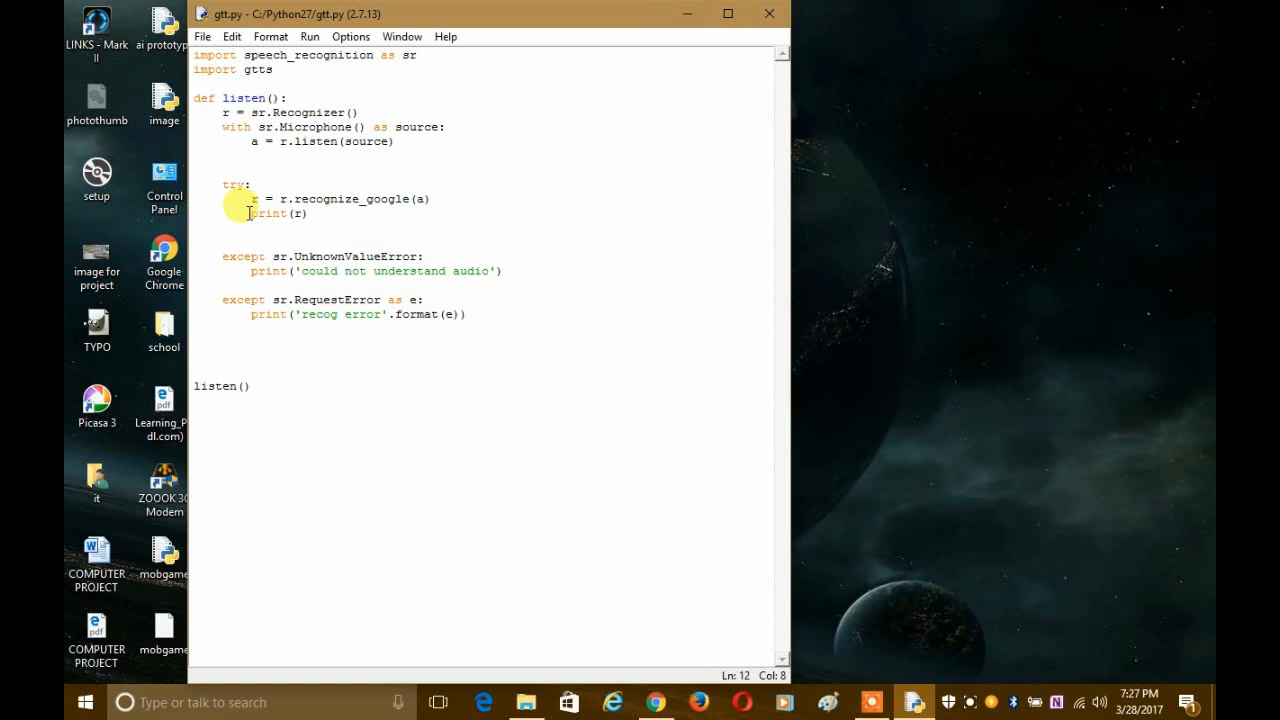 gtt.py - C:/Python27/gtt.py (2.7.13)
File Edit Format Run Options Window Help
import speech_recognition as sr
import gtts
def listen():
    r = sr.Recognizer()
    with sr.Microphone() as source:
        a = r.listen(source)
    try:
        r = r.recognize_google(a)
        print(r)
    except sr.UnknownValueError:
        print('could not understand audio')
    except sr.RequestError as e:
        print('recog error'.format(e))
listen()
Ln: 12 Col: 8
LINKS - Mark
II
ai prototyp
photothumb
image
setup
Control
Panel
image for
project
Google
Chrome
TYPO
school
Picasa 3
pdf
Learning_P
dl.com)
it
ZOOOK 3G
Modem
COMPUTER
PROJECT
mobgame
pdf
COMPUTER
PROJECT
mobgame
Type or talk to search
7:27 PM
3/28/2017
1